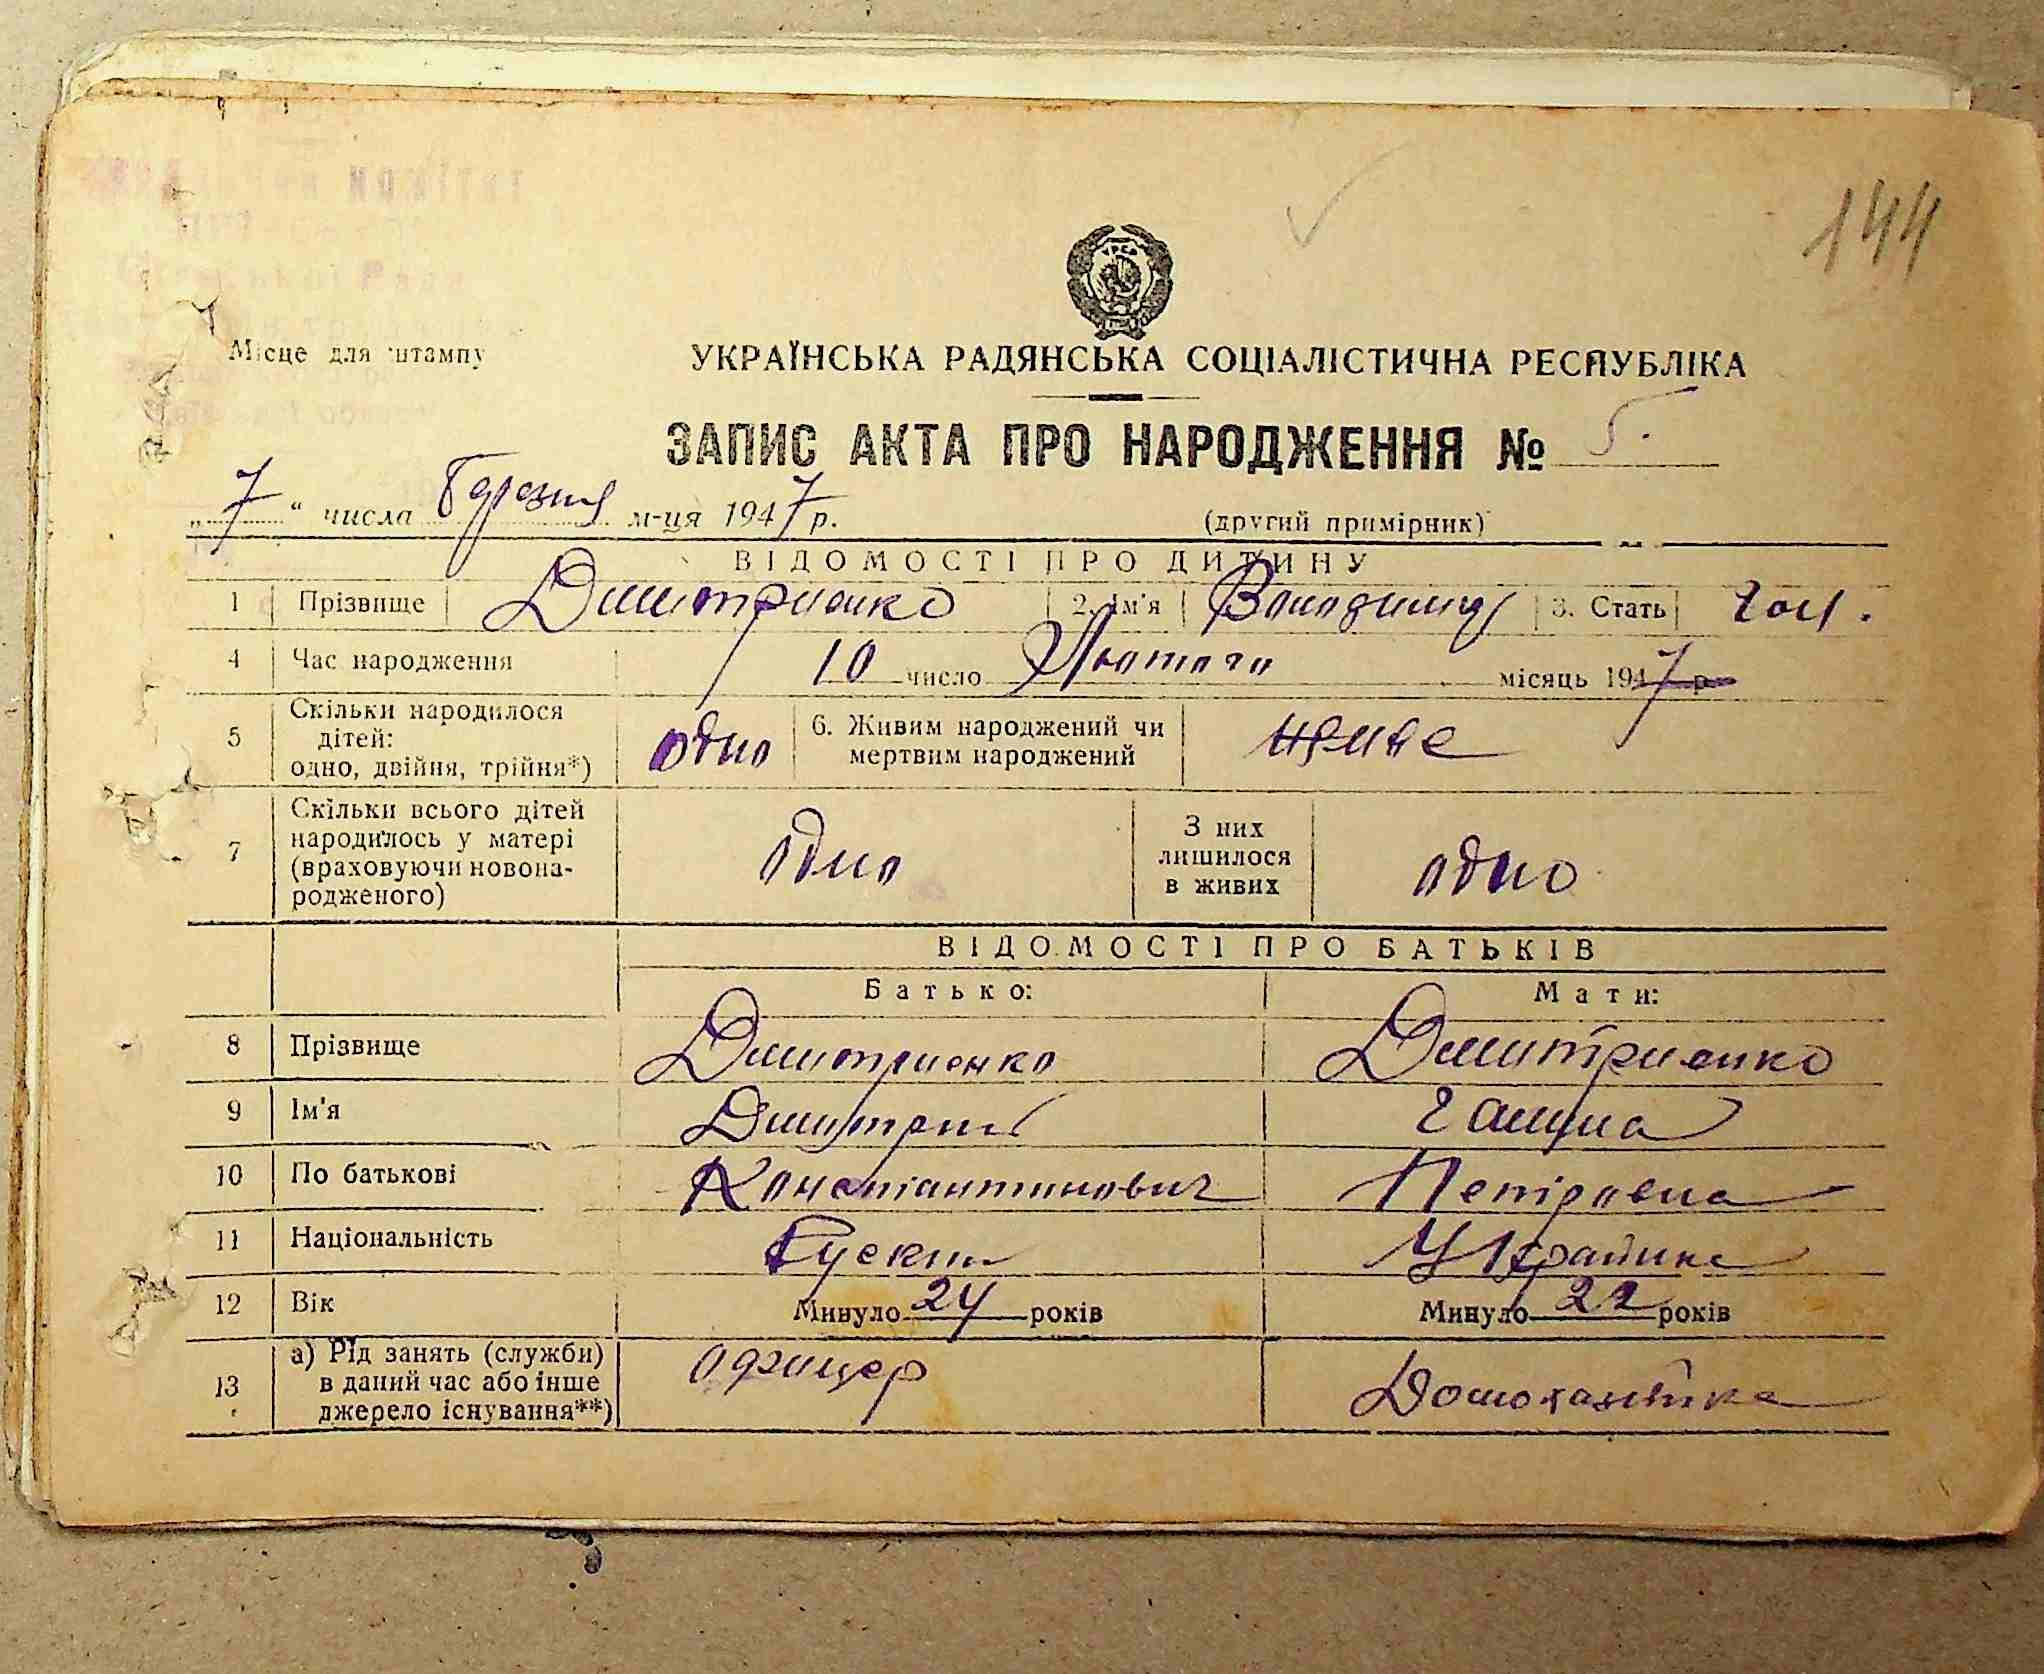 144
УРСР
Місце для штампу
УКРАЇНСЬКА РАДЯНСЬКА СОЦІАЛІСТИЧНА РЕСПУБЛІКА
ЗАПИС АКТА ПРО НАРОДЖЕННЯ № 5.
„7“ числа березня м-ця 1947 р. (другий примірник)
ВІДОМОСТІ ПРО ДИТИНУ
1 Прізвище Дмитриенко 2. Ім'я Володимир 3. Стать чол.
4 Час народження 10 число Лютого місяць 1947 р.
5 Скільки народилося дітей: одно, двійня, трійня*) одно 6. Живим народжений чи мертвим народжений живе
7 Скільки всього дітей народилось у матері (враховуючи новонародженого) одно З них лишилося в живих одно
ВІДОМОСТІ ПРО БАТЬКІВ
Батько: Мати:
8 Прізвище Дмитриенко Дмитриенко
9 Ім'я Дмитрий Галина
10 По батькові Константинович Петровна
11 Національність Руский Украинка
12 Вік Минуло 24 років Минуло 22 років
13 а) Рід занять (служби) в даний час або інше джерело існування**) офицер Домохазяйка